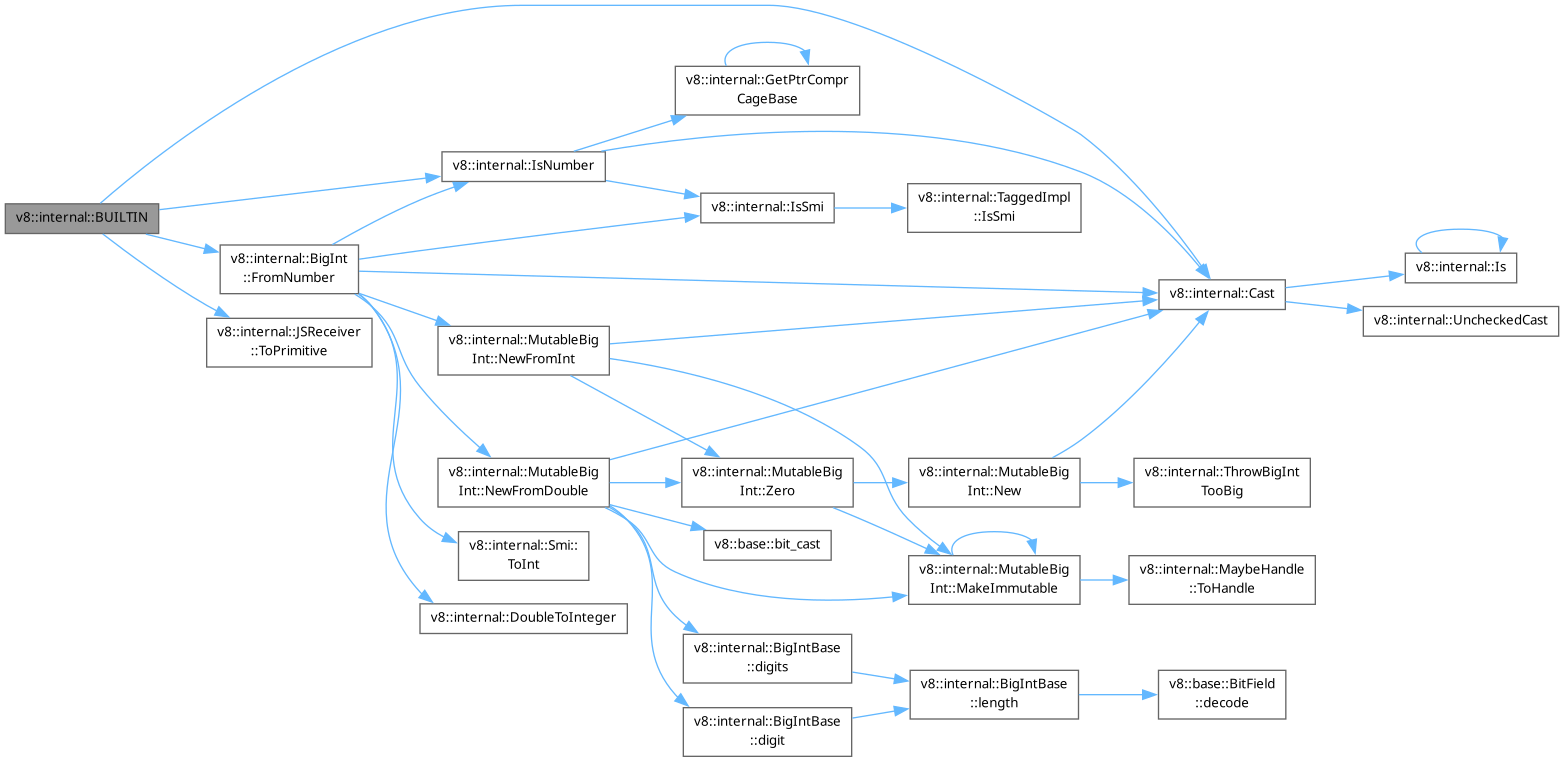 v8::internal::BUILTIN
v8::internal::BigInt
::FromNumber
v8::internal::JSReceiver
::ToPrimitive
v8::internal::IsNumber
v8::internal::MutableBig
Int::NewFromInt
v8::internal::MutableBig
Int::NewFromDouble
v8::internal::Smi::
ToInt
v8::internal::DoubleToInteger
v8::internal::GetPtrCompr
CageBase
v8::internal::IsSmi
v8::internal::MutableBig
Int::Zero
v8::base::bit_cast
v8::internal::BigIntBase
::digits
v8::internal::BigIntBase
::digit
v8::internal::TaggedImpl
::IsSmi
v8::internal::MutableBig
Int::New
v8::internal::MutableBig
Int::MakeImmutable
v8::internal::BigIntBase
::length
v8::internal::Cast
v8::internal::ThrowBigInt
TooBig
v8::internal::MaybeHandle
::ToHandle
v8::base::BitField
::decode
v8::internal::Is
v8::internal::UncheckedCast